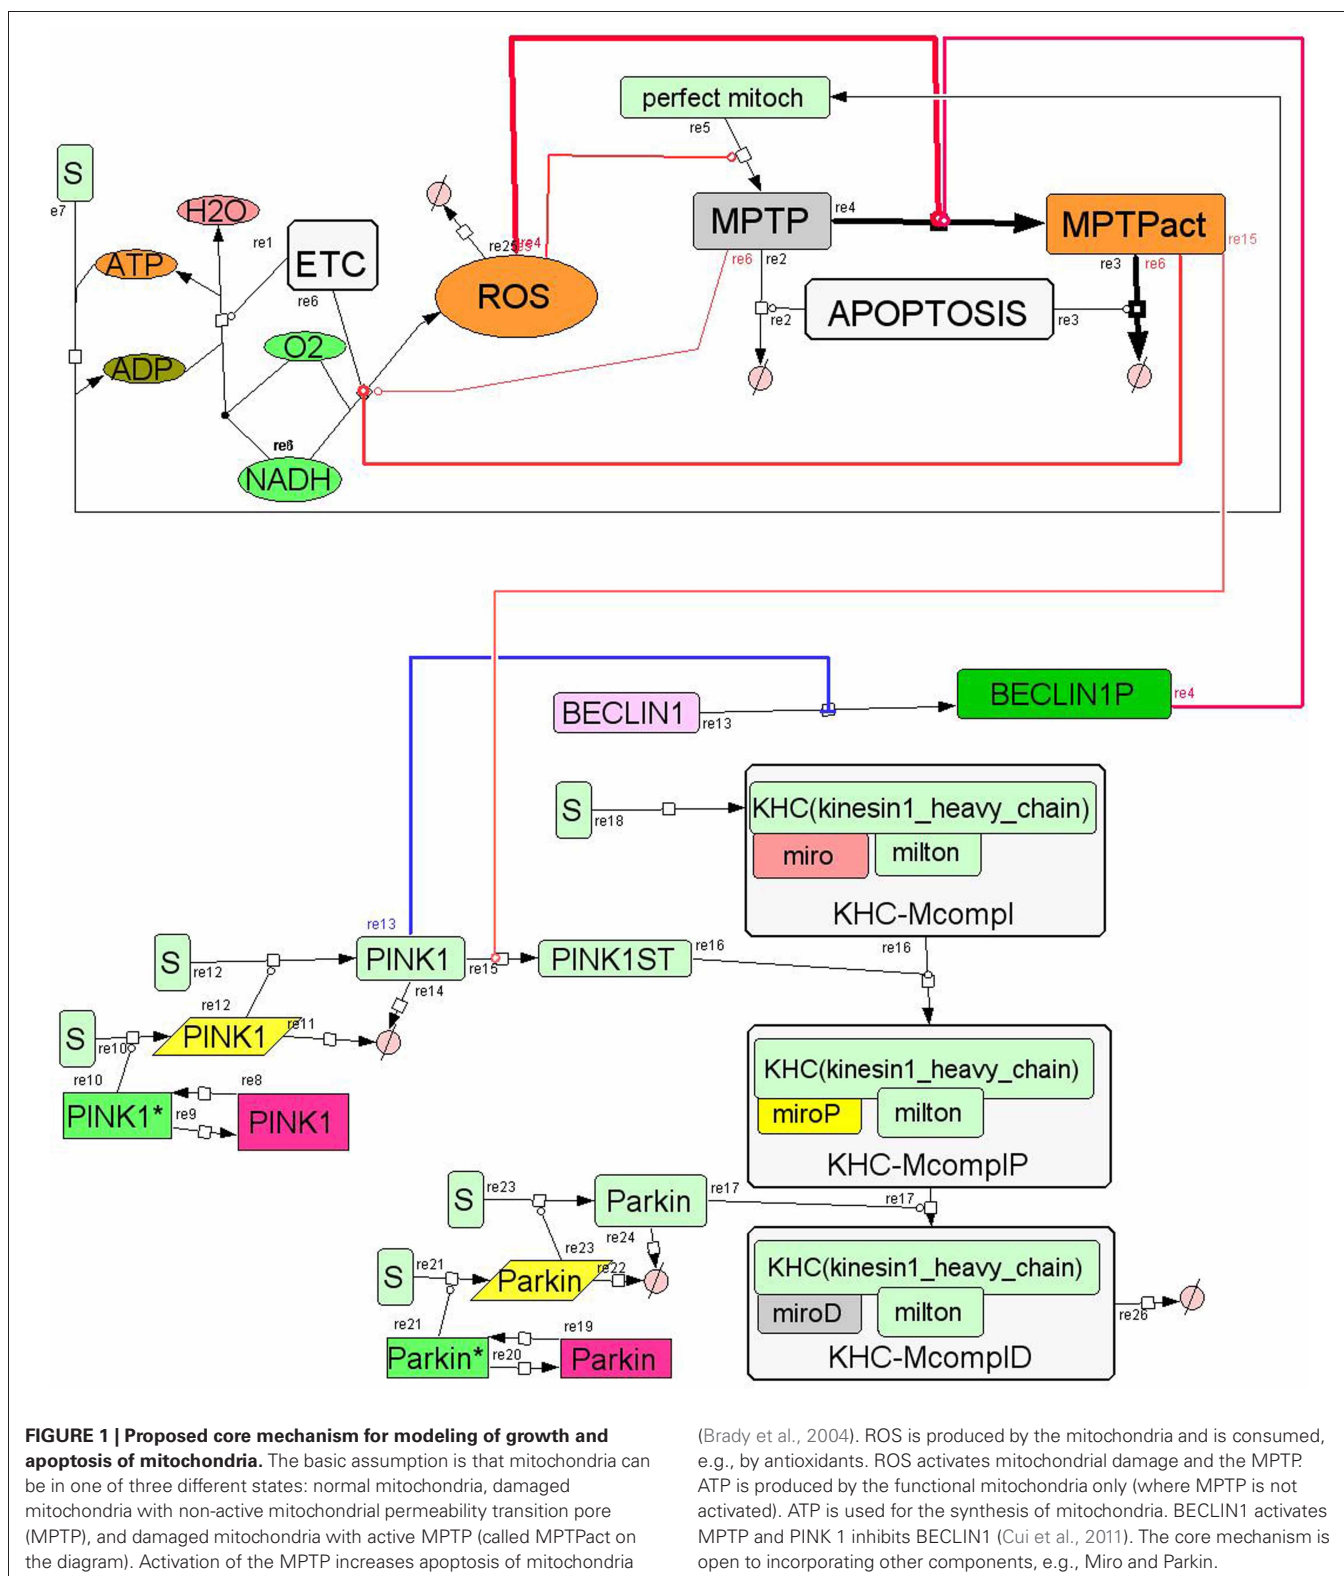 perfect mitoch
re5
S
e7
H2O
re1
ETC
re6
ATP
ADP
O2
re6
NADH
re25
re4
ROS
MPTP
re4
re6
re2
MPTPact
re15
re3
re6
re2
APOPTOSIS
re3
BECLIN1
re13
BECLIN1P
re4
S
re18
KHC(kinesin1_heavy_chain)
miro
milton
KHC-Mcompl
re16
re13
S
re12
PINK1
re15
PINK1ST
re16
re14
re12
S
re10
PINK1
re11
re10
re8
PINK1*
re9
PINK1
KHC(kinesin1_heavy_chain)
miroP
milton
KHC-McomplP
re17
S
re23
Parkin
re17
re24
re23
S
re21
Parkin
re22
re21
re19
Parkin*
re20
Parkin
KHC(kinesin1_heavy_chain)
miroD
milton
KHC-McomplD
re26
FIGURE 1 | Proposed core mechanism for modeling of growth and
apoptosis of mitochondria. The basic assumption is that mitochondria can
be in one of three different states: normal mitochondria, damaged
mitochondria with non-active mitochondrial permeability transition pore
(MPTP), and damaged mitochondria with active MPTP (called MPTPact on
the diagram). Activation of the MPTP increases apoptosis of mitochondria
(Brady et al., 2004). ROS is produced by the mitochondria and is consumed,
e.g., by antioxidants. ROS activates mitochondrial damage and the MPTP.
ATP is produced by the functional mitochondria only (where MPTP is not
activated). ATP is used for the synthesis of mitochondria. BECLIN1 activates
MPTP and PINK 1 inhibits BECLIN1 (Cui et al., 2011). The core mechanism is
open to incorporating other components, e.g., Miro and Parkin.